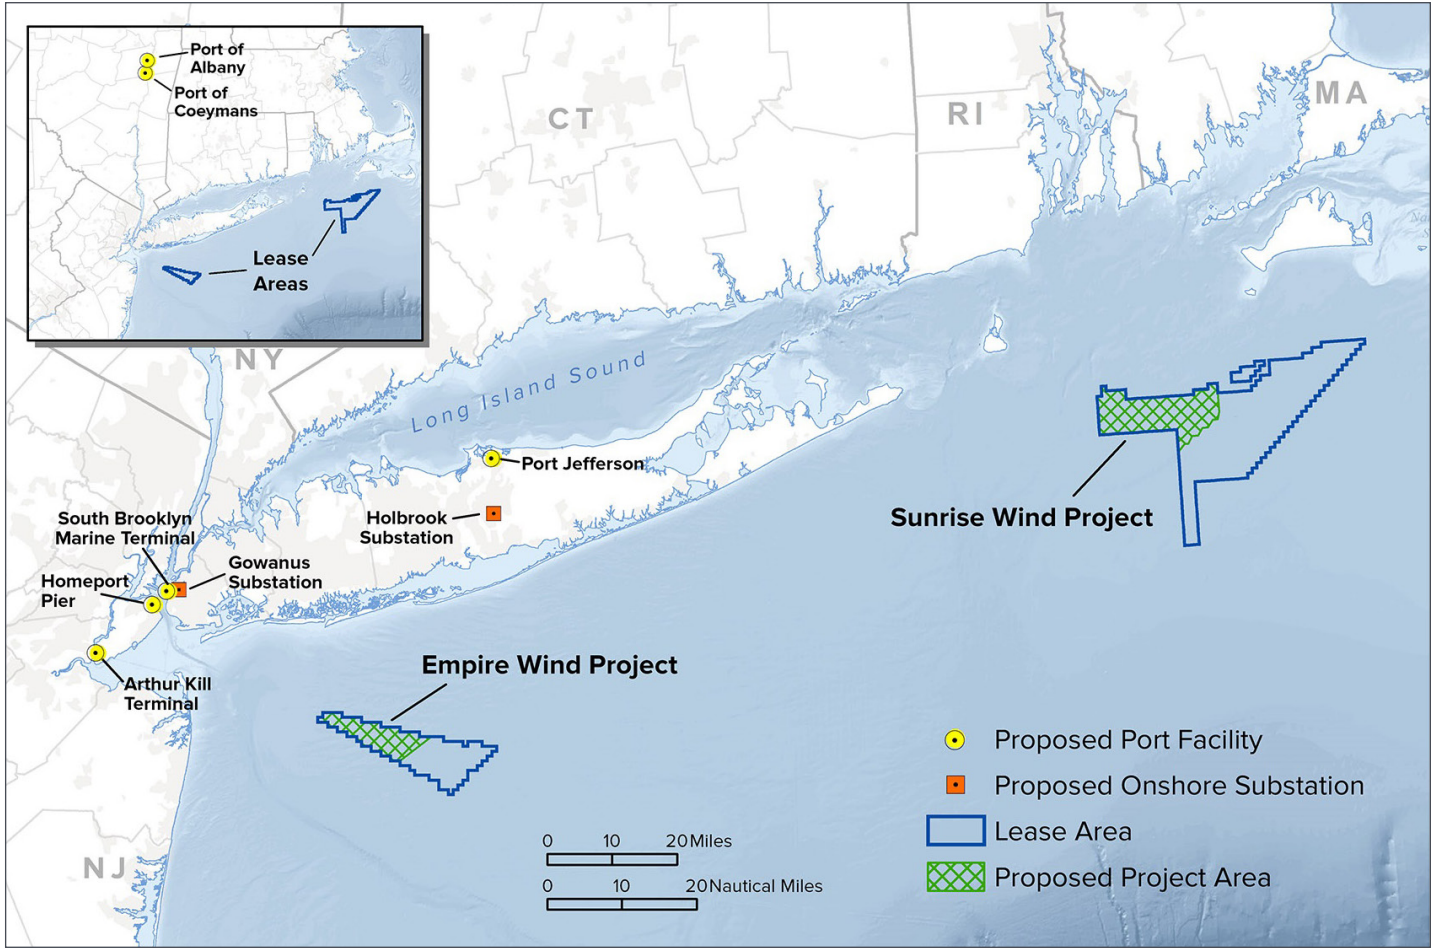 Port of
Albany
Port of
Coeymans
Lease
Areas
CT
RI
MA
NY
Long Island Sound
Port Jefferson
Holbrook
Substation
South Brooklyn
Marine Terminal
Gowanus
Substation
Homeport
Pier
Arthur Kill
Terminal
Sunrise Wind Project
Empire Wind Project
NJ
0 10 20 Miles
0 10 20 Nautical Miles
Proposed Port Facility
Proposed Onshore Substation
Lease Area
Proposed Project Area